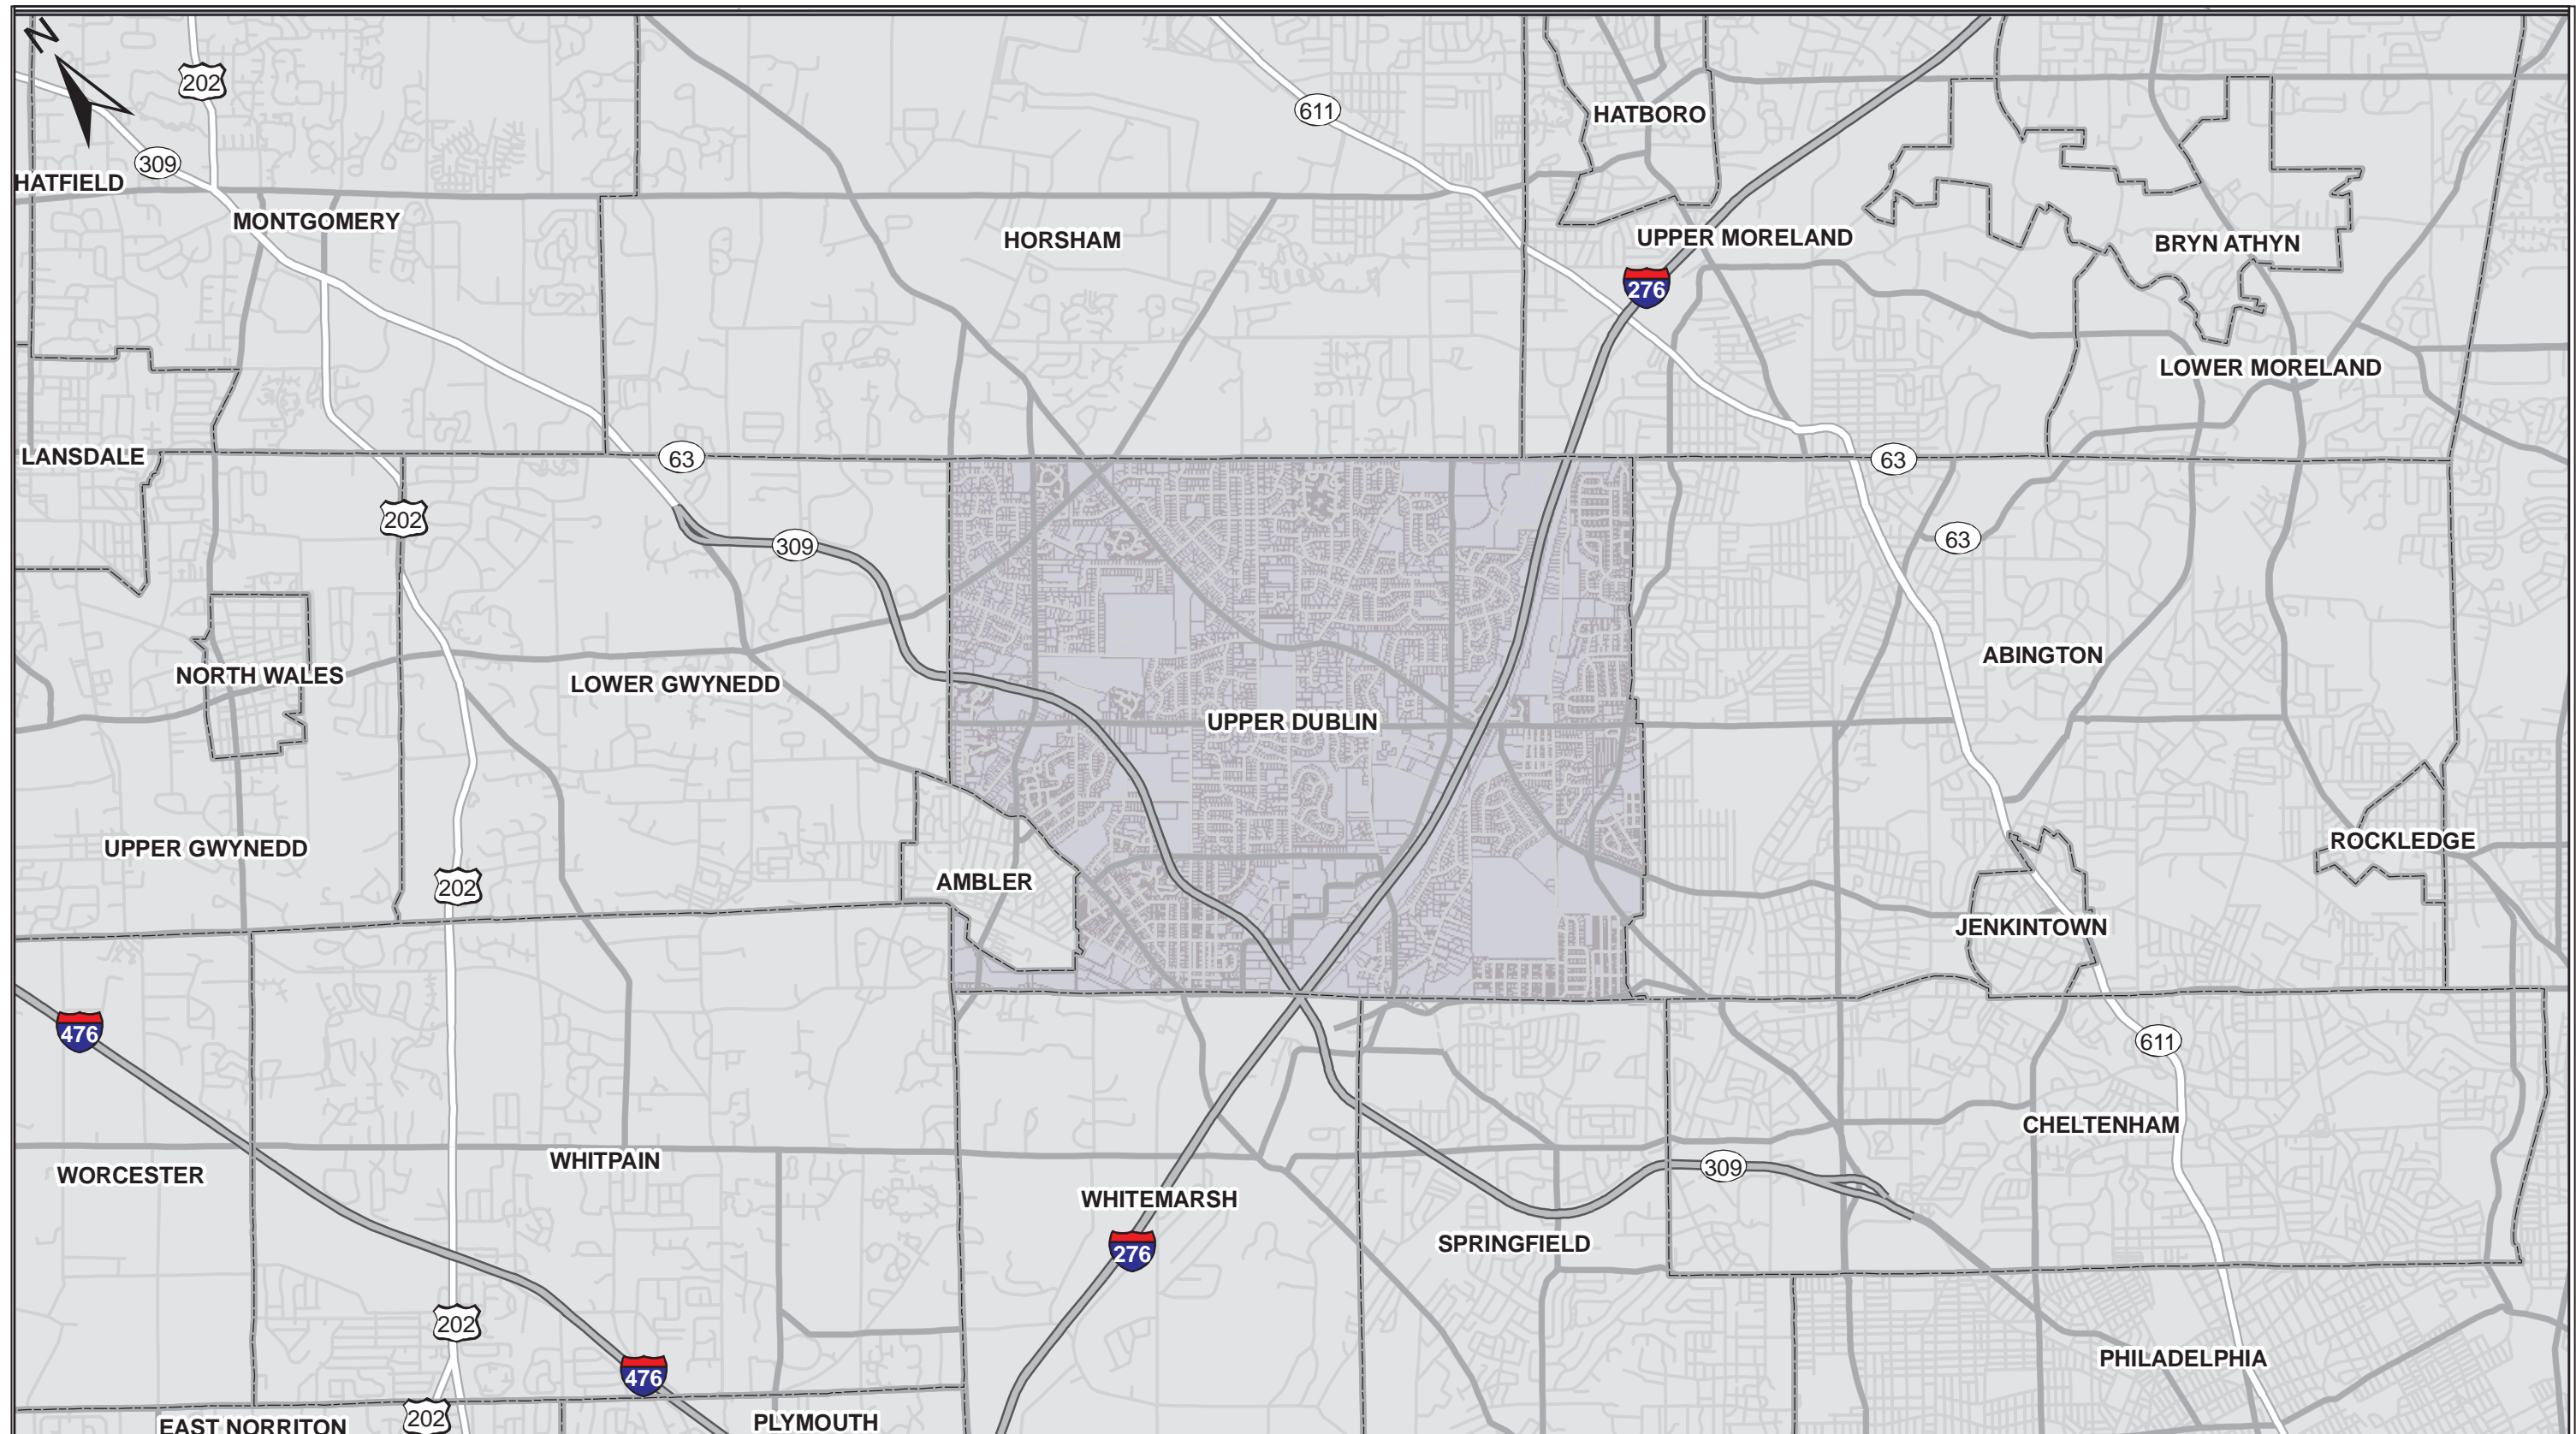 N
202
611
HATBORO
309
HATFIELD
MONTGOMERY
HORSHAM
UPPER MORELAND
BRYN ATHYN
276
LOWER MORELAND
LANSDALE
63
63
202
309
63
ABINGTON
NORTH WALES
LOWER GWYNEDD
UPPER DUBLIN
UPPER GWYNEDD
ROCKLEDGE
202
AMBLER
JENKINTOWN
476
611
CHELTENHAM
WORCESTER
WHITPAIN
309
WHITEMARSH
276
SPRINGFIELD
202
PHILADELPHIA
476
202
PLYMOUTH
EAST NORRITON